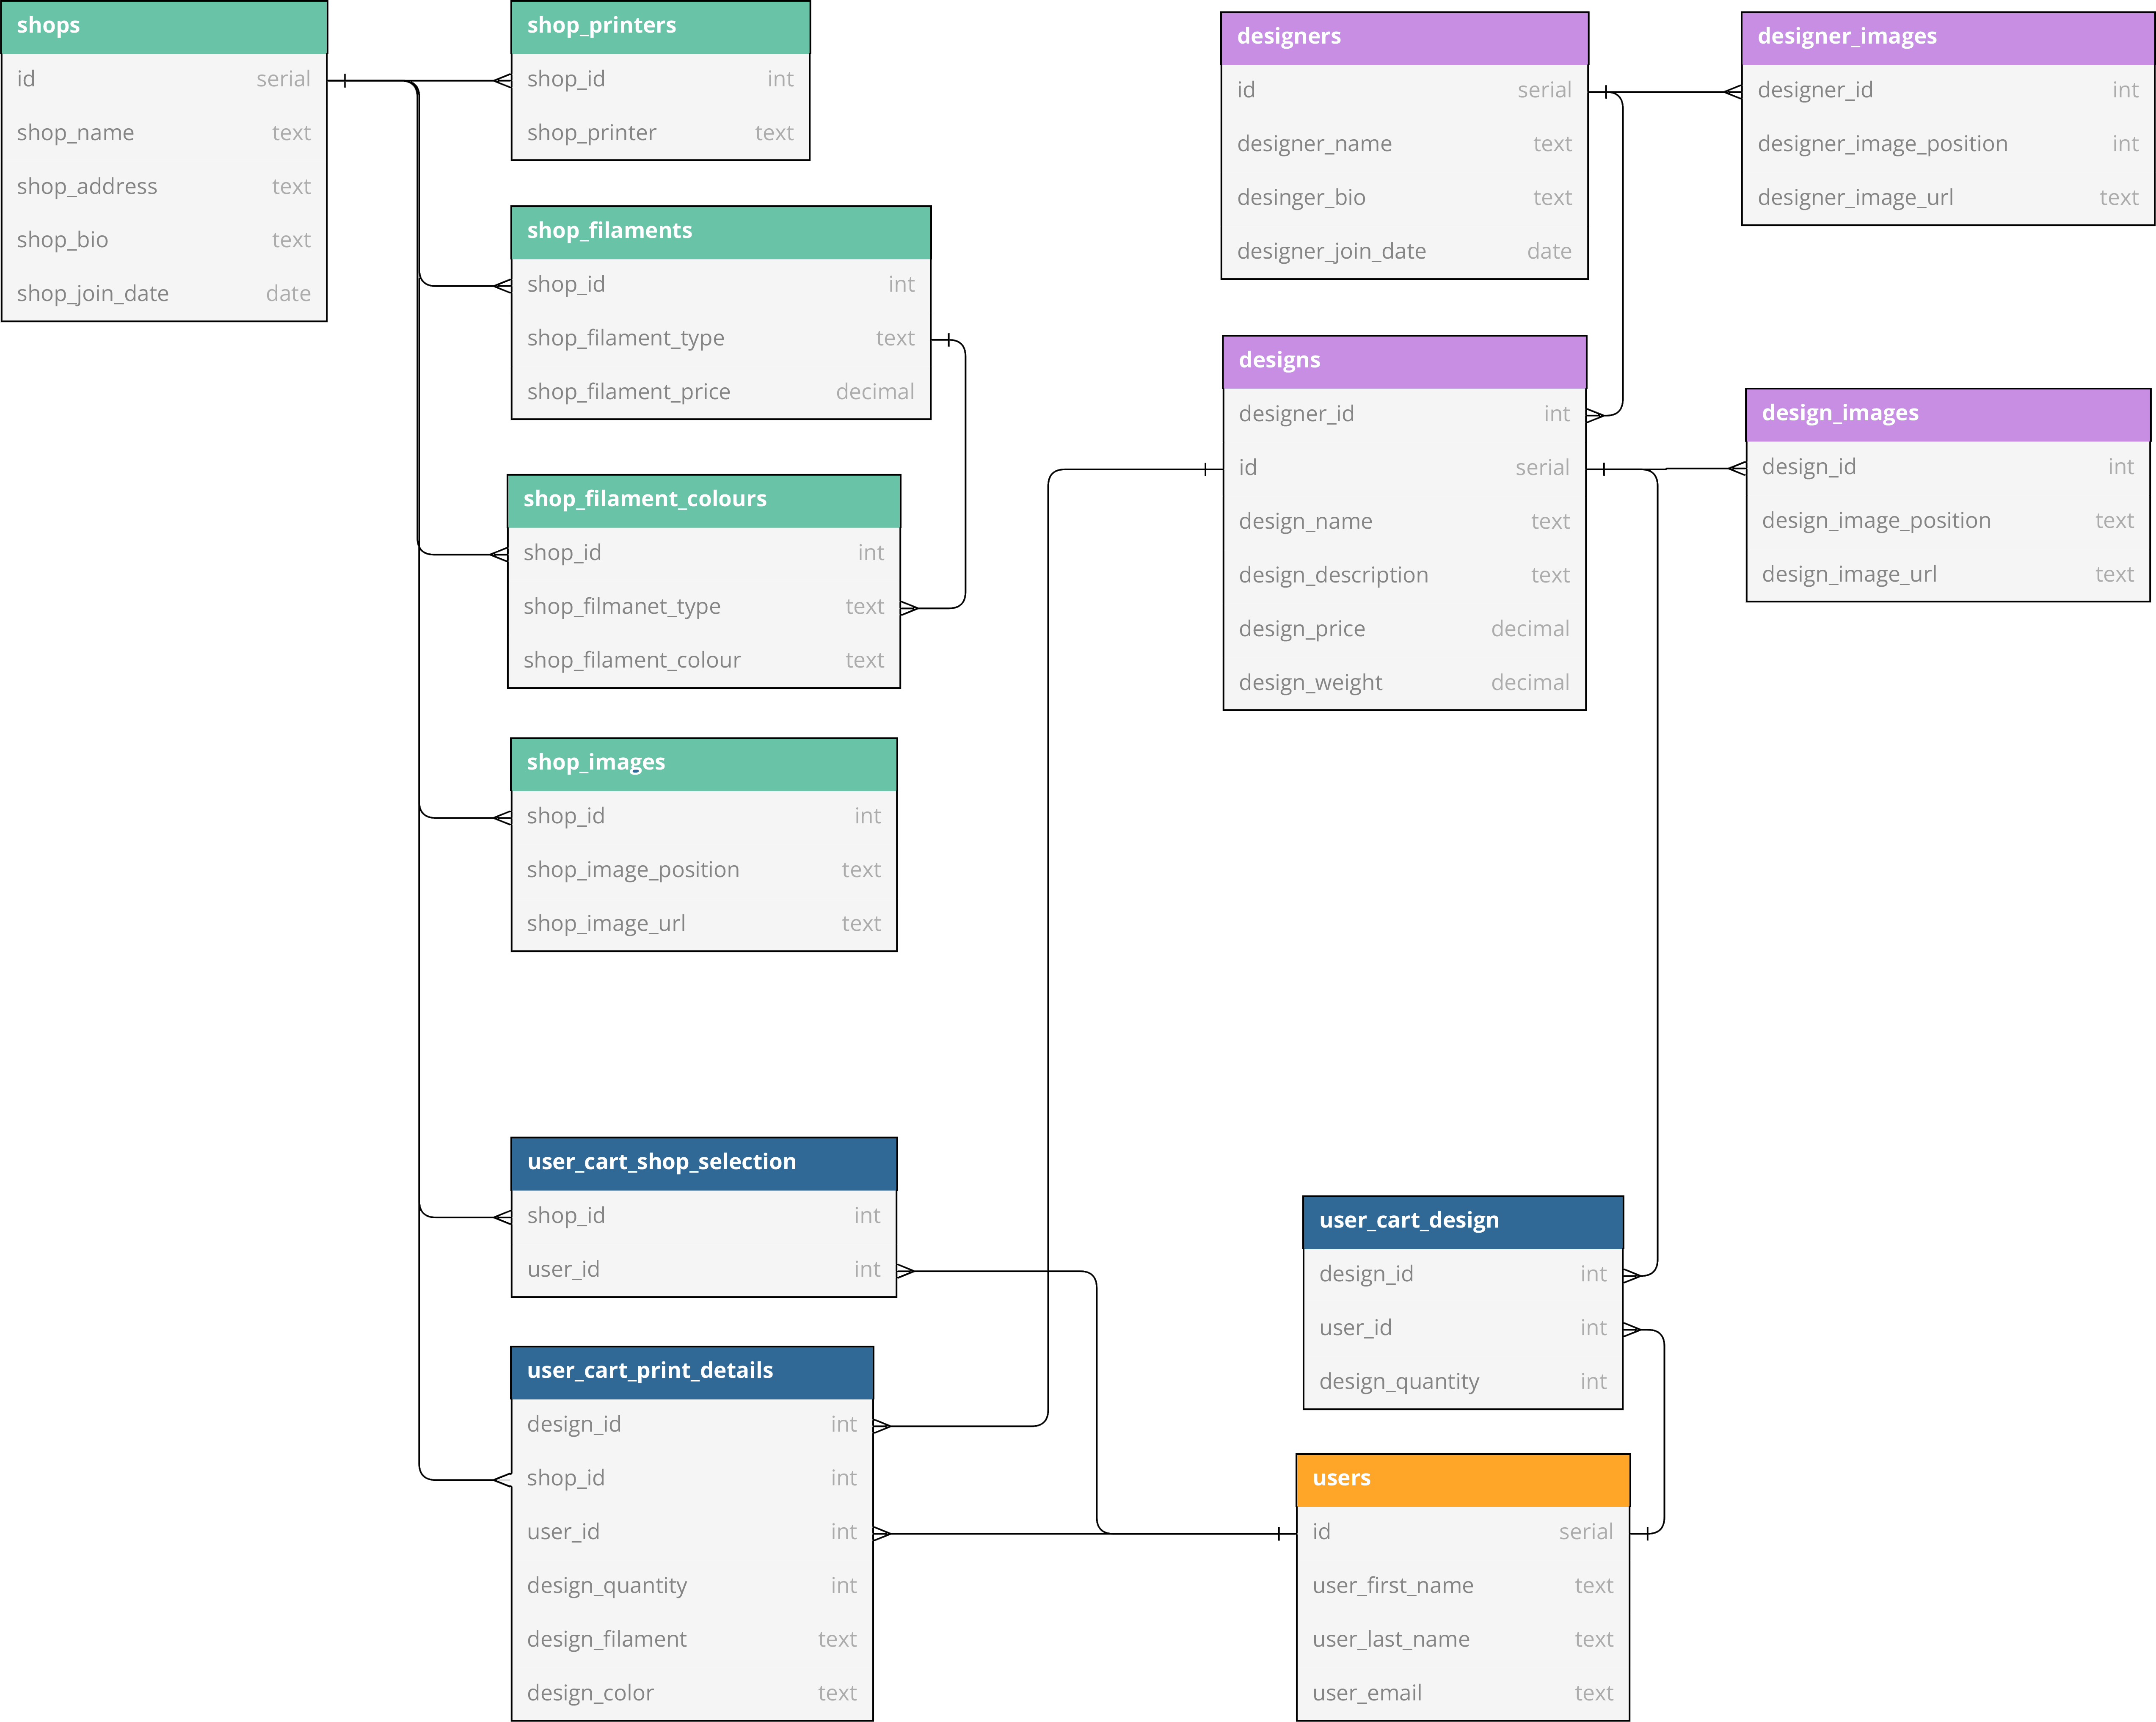 shops
id serial
shop_name text
shop_address text
shop_bio text
shop_join_date date
shop_printers
shop_id int
shop_printer text
shop_filaments
shop_id int
shop_filament_type text
shop_filament_price decimal
shop_filament_colours
shop_id int
shop_filmanet_type text
shop_filament_colour text
shop_images
shop_id int
shop_image_position text
shop_image_url text
user_cart_shop_selection
shop_id int
user_id int
user_cart_print_details
design_id int
shop_id int
user_id int
design_quantity int
design_filament text
design_color text
designers
id serial
designer_name text
desinger_bio text
designer_join_date date
designer_images
designer_id int
designer_image_position int
designer_image_url text
designs
designer_id int
id serial
design_name text
design_description text
design_price decimal
design_weight decimal
design_images
design_id int
design_image_position text
design_image_url text
user_cart_design
design_id int
user_id int
design_quantity int
users
id serial
user_first_name text
user_last_name text
user_email text